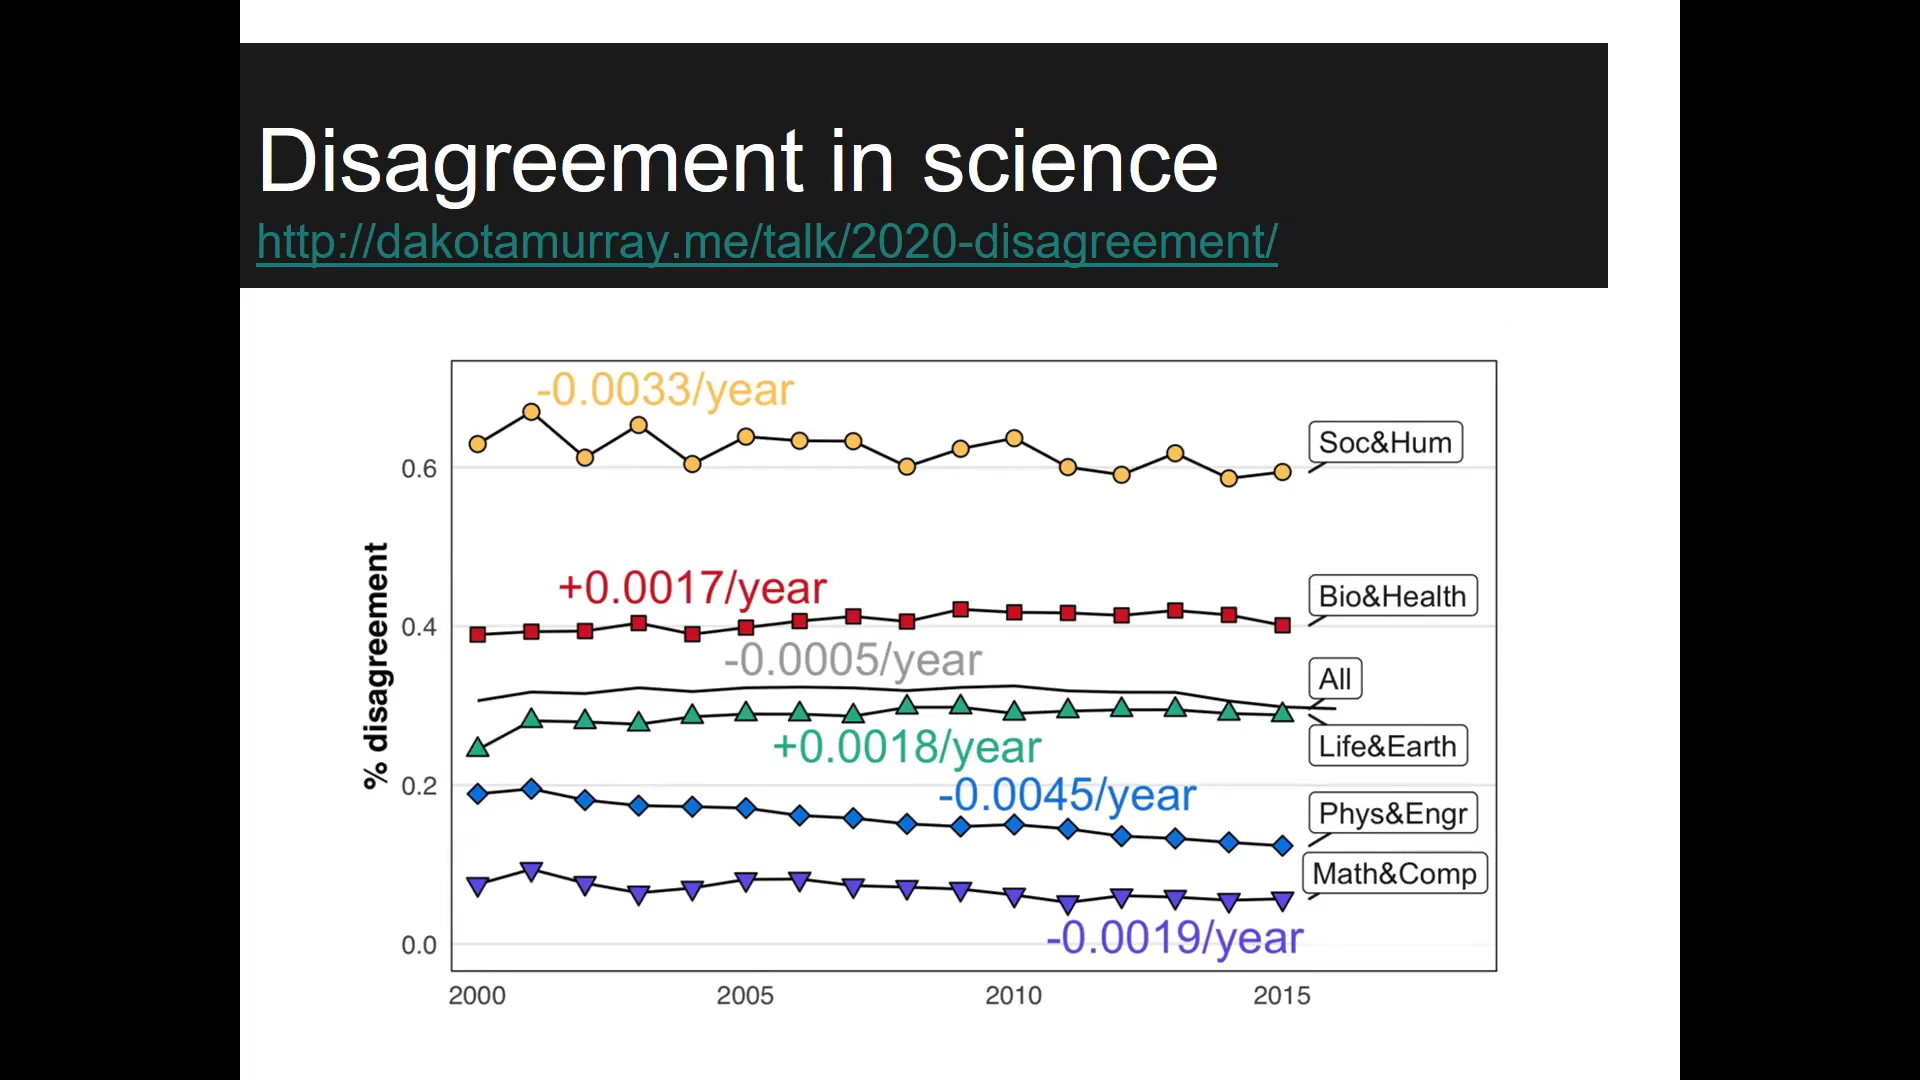 Disagreement in science
http://dakotamurray.me/talk/2020-disagreement/
-0.0033/year
Soc&Hum
0.6
% disagreement
+0.0017/year
Bio&Health
0.4
-0.0005/year
All
+0.0018/year
Life&Earth
0.2
-0.0045/year
Phys&Engr
Math&Comp
-0.0019/year
0.0
2000 2005 2010 2015